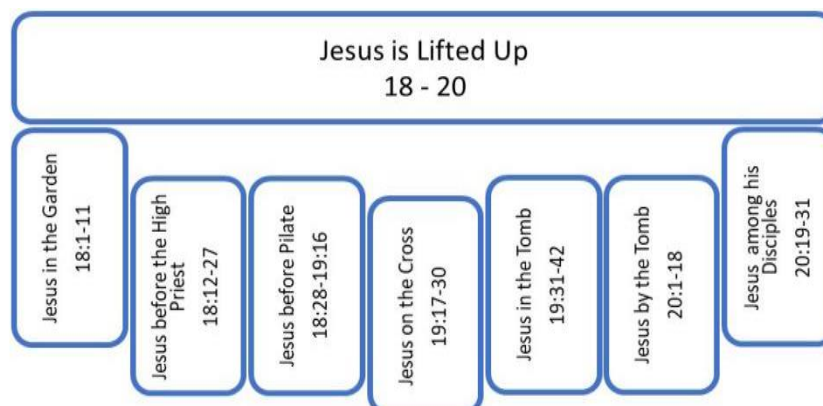 Jesus is Lifted Up
18 - 20
Jesus in the Garden
18:1-11
Jesus before the High
Priest
18:12-27
Jesus before Pilate
18:28-19:16
Jesus on the Cross
19:17-30
Jesus in the Tomb
19:31-42
Jesus by the Tomb
20:1-18
Jesus among his
Disciples
20:19-31